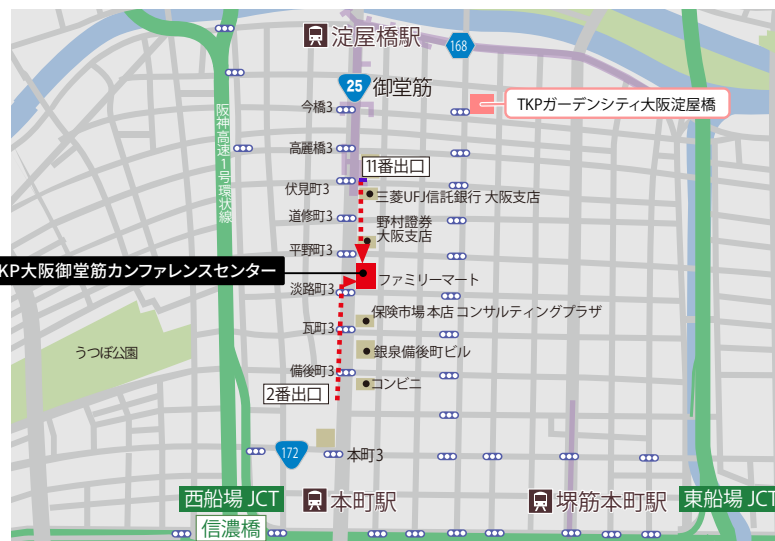 淀屋橋駅
168
25 御堂筋
今橋3
TKPガーデンシティ大阪淀屋橋
阪神高速1号環状線
高麗橋3
11番出口
伏見町3
三菱UFJ信託銀行 大阪支店
道修町3
野村證券
大阪支店
平野町3
KP大阪御堂筋カンファレンスセンター
ファミリーマート
淡路町3
保険市場 本店 コンサルティングプラザ
瓦町3
うつぼ公園
銀泉備後町ビル
備後町3
コンビニ
2番出口
172
本町3
西船場 JCT
本町駅
堺筋本町駅
東船場 JCT
信濃橋